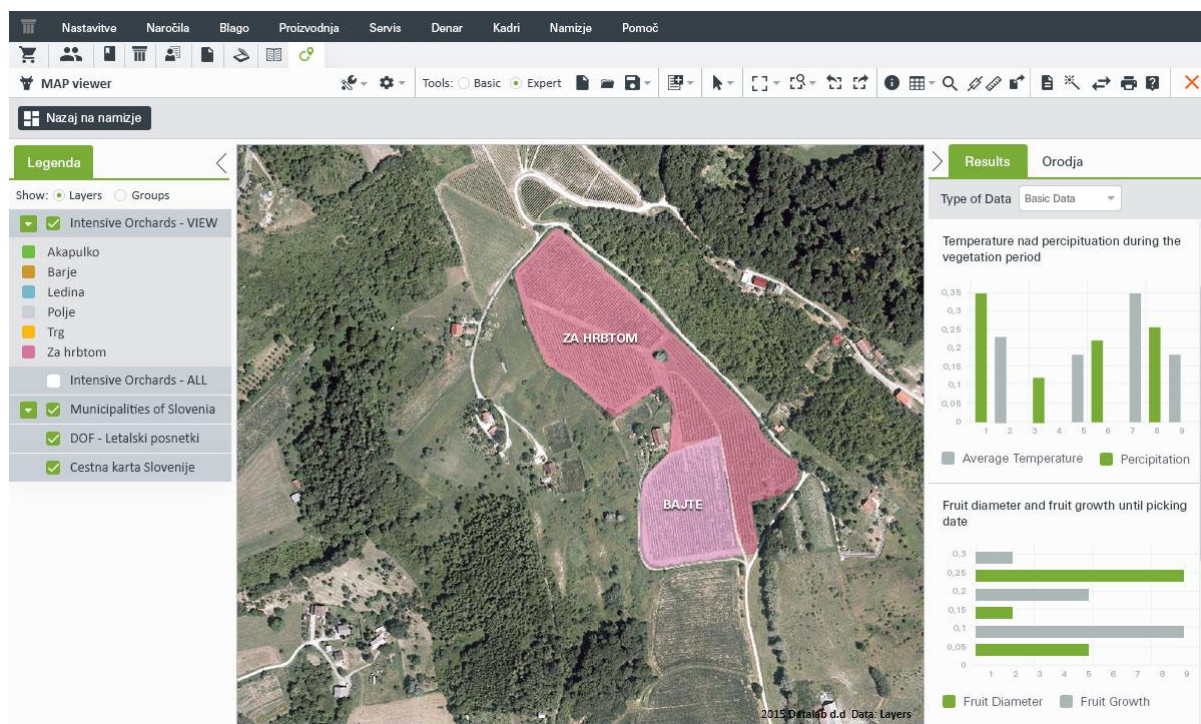 Nastavitve Naročila Blago Proizvodnja Servis Denar Kadri Namizje Pomoč
MAP viewer Tools: Basic Expert
Nazaj na namizje
Legenda
Show: Layers Groups
Intensive Orchards - VIEW
Akapulko
Barje
Ledina
Polje
Trg
Za hrbtom
Intensive Orchards - ALL
Municipalities of Slovenia
DOF - Letalski posnetki
Cestna karta Slovenije
ZA HRBTOM
BAJTE
2015 Datalab d.d Data: Layers
Results Orodja
Type of Data Basic Data
Temperature nad percipituation during the
vegetation period
0,35
0,3
0,25
0,2
0,15
0,1
0,05
0
1 2 3 4 5 6 7 8 9
Average Temperature Percipitation
Fruit diameter and fruit growth until picking
date
0,3
0,25
0,2
0,15
0,1
0,05
0
1 2 3 4 5 6 7 8 9
Fruit Diameter Fruit Growth